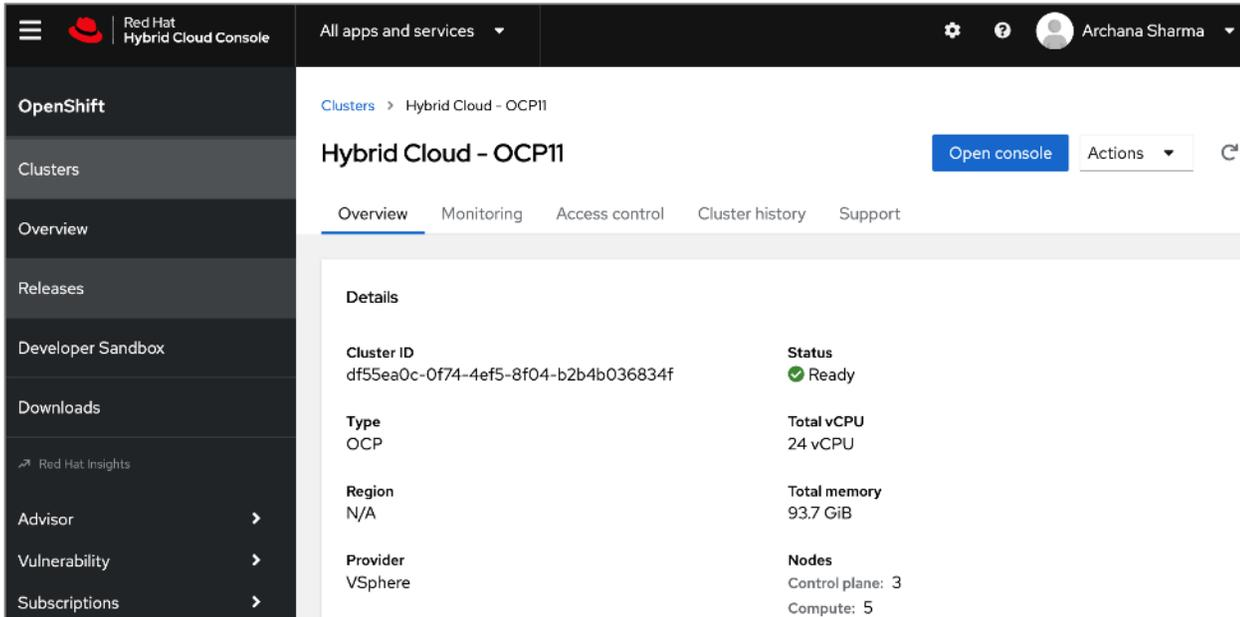 Red Hat
Hybrid Cloud Console
All apps and services
Archana Sharma
OpenShift
Clusters
Overview
Releases
Developer Sandbox
Downloads
Red Hat Insights
Advisor
Vulnerability
Subscriptions
Clusters > Hybrid Cloud - OCP11
Hybrid Cloud - OCP11
Open console
Actions
Overview Monitoring Access control Cluster history Support
Details
Cluster ID
df55ea0c-0f74-4ef5-8f04-b2b4b036834f
Status
Ready
Type
OCP
Total vCPU
24 vCPU
Region
N/A
Total memory
93.7 GiB
Provider
VSphere
Nodes
Control plane: 3
Compute: 5